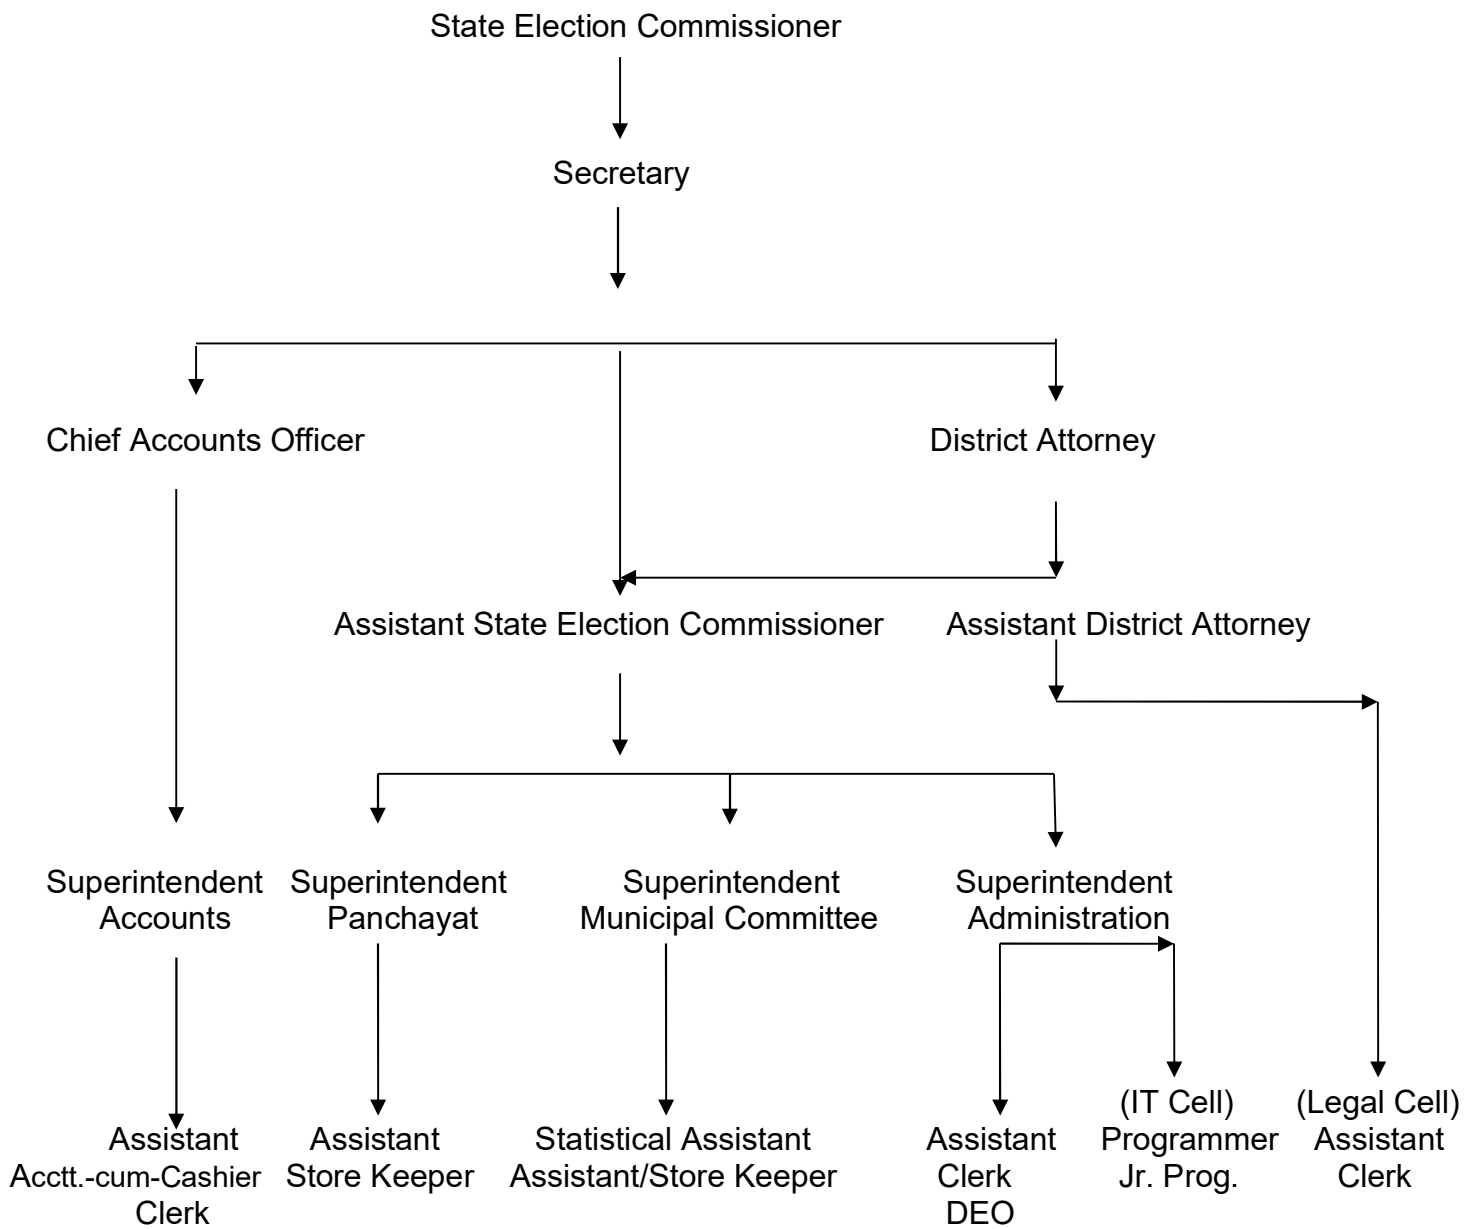 State Election Commissioner
Secretary
Chief Accounts Officer
District Attorney
Assistant State Election Commissioner
Assistant District Attorney
Superintendent
Accounts
Superintendent
Panchayat
Superintendent
Municipal Committee
Superintendent
Administration
Assistant
Acctt.-cum-Cashier
Clerk
Assistant
Store Keeper
Statistical Assistant
Assistant/Store Keeper
Assistant
Clerk
DEO
(IT Cell)
Programmer
Jr. Prog.
(Legal Cell)
Assistant
Clerk